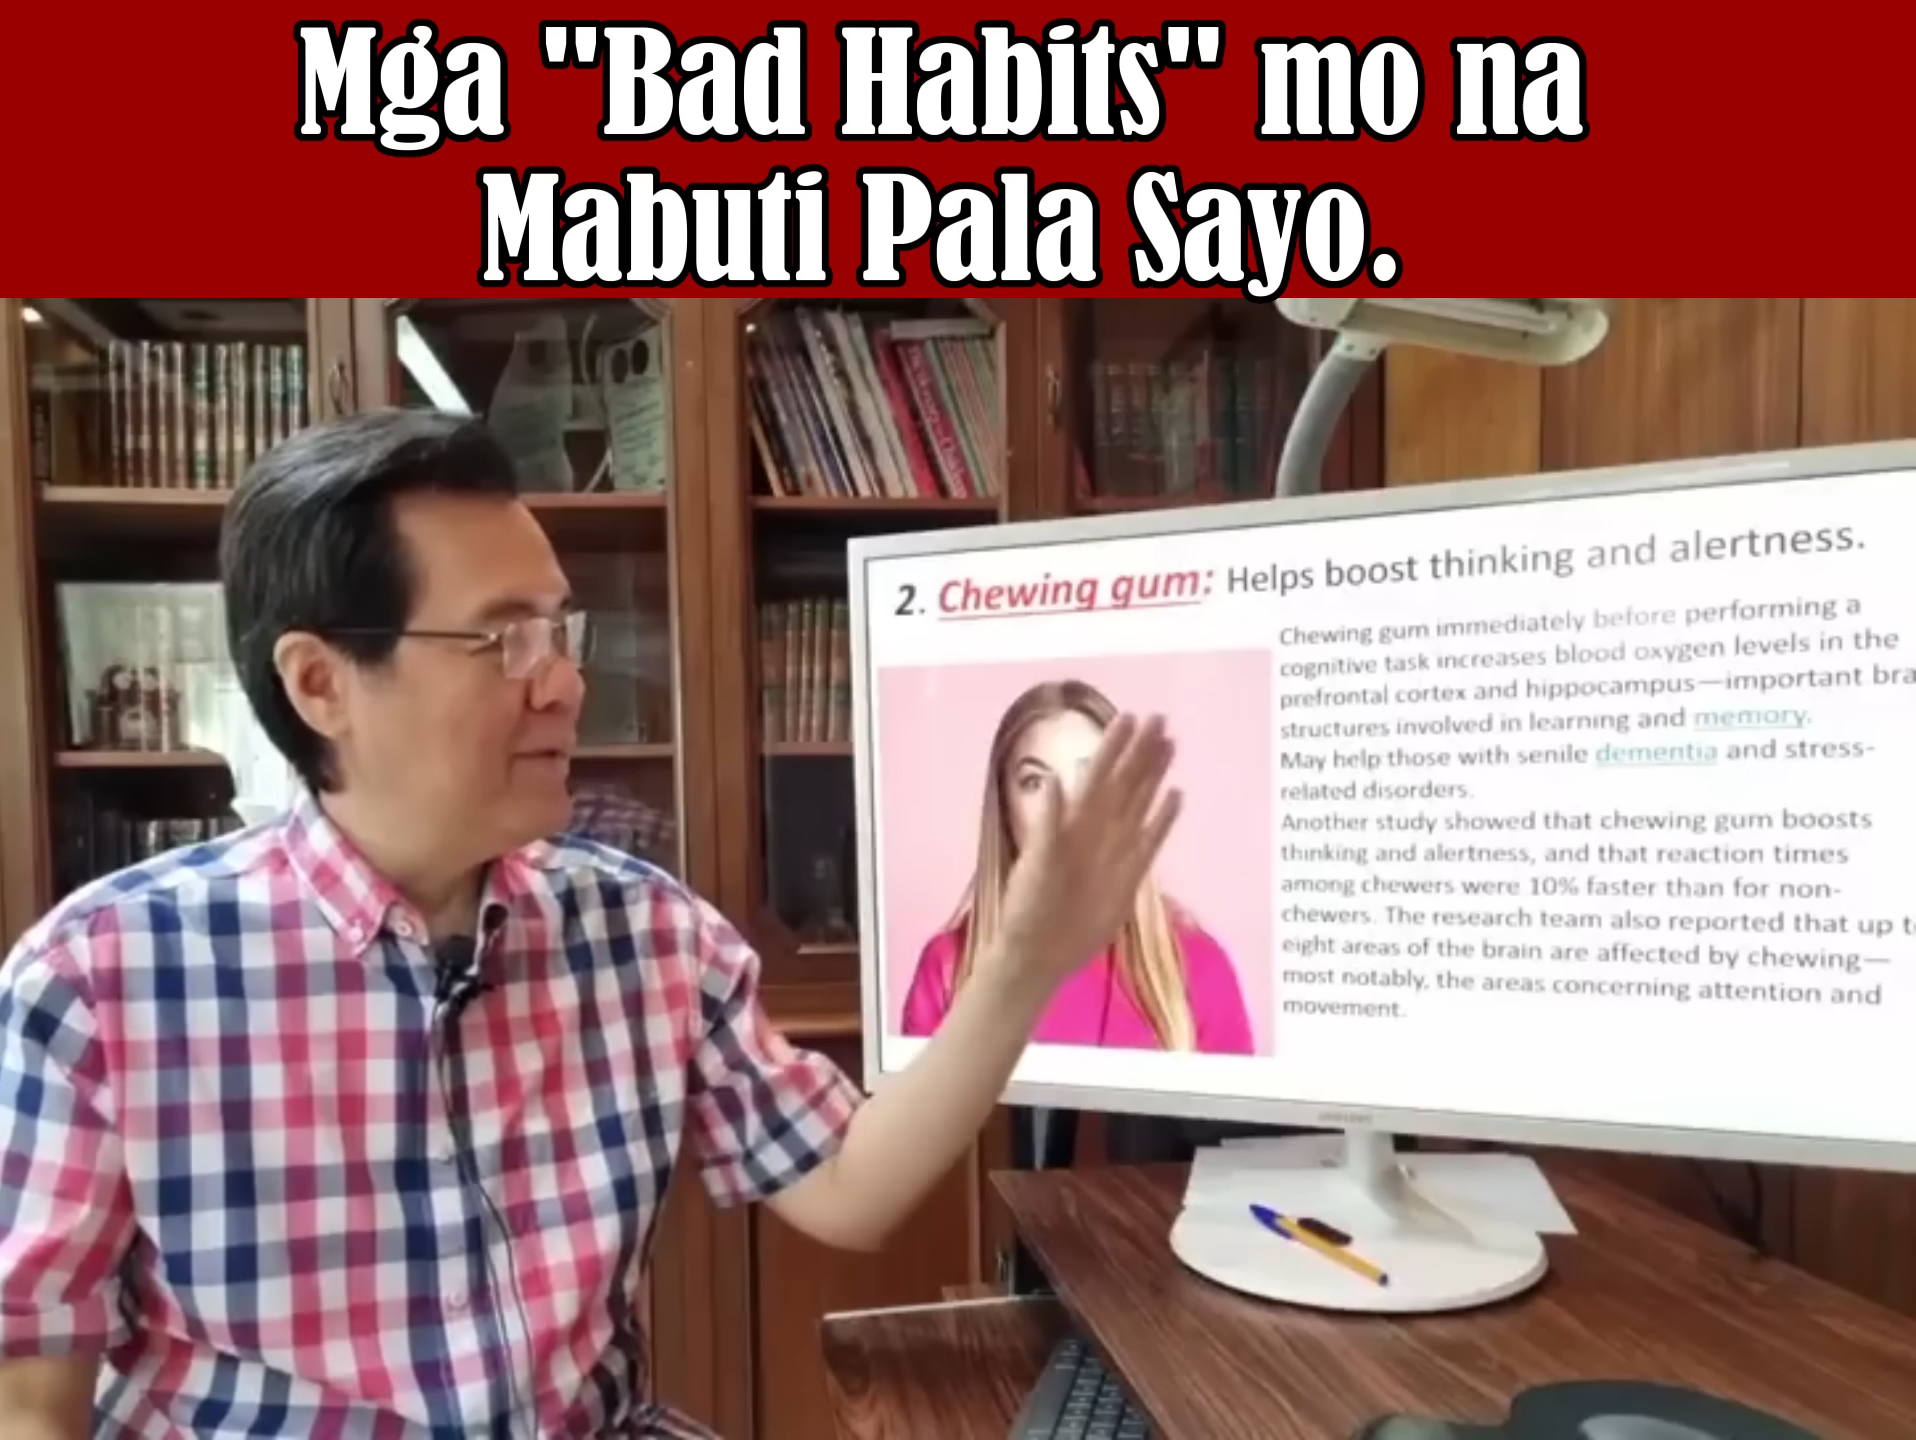 Mga "Bad Habits" mo na
Mabuti Pala Sayo.
2. Chewing gum: Helps boost thinking and alertness.
Chewing gum immediately before performing a
cognitive task increases blood oxygen levels in the
prefrontal cortex and hippocampus—important
structures involved in learning and memory.
May help those with senile dementia and stress-
related disorders.
Another study showed that chewing gum boosts
thinking and alertness, and that reaction times
among chewers were 10% faster than for non-
chewers. The research team also reported that up
eight areas of the brain are affected by chewing—
most notably, the areas concerning attention and
movement.